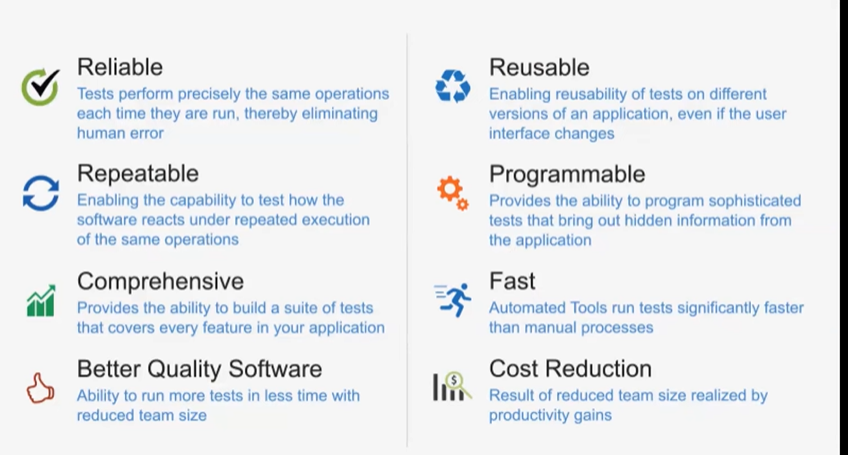 Reliable
Tests perform precisely the same operations
each time they are run, thereby eliminating
human error
Repeatable
Enabling the capability to test how the
software reacts under repeated execution
of the same operations
Comprehensive
Provides the ability to build a suite of tests
that covers every feature in your application
Better Quality Software
Ability to run more tests in less time with
reduced team size
Reusable
Enabling reusability of tests on different
versions of an application, even if the user
interface changes
Programmable
Provides the ability to program sophisticated
tests that bring out hidden information from
the application
Fast
Automated Tools run tests significantly faster
than manual processes
$
Cost Reduction
Result of reduced team size realized by
productivity gains